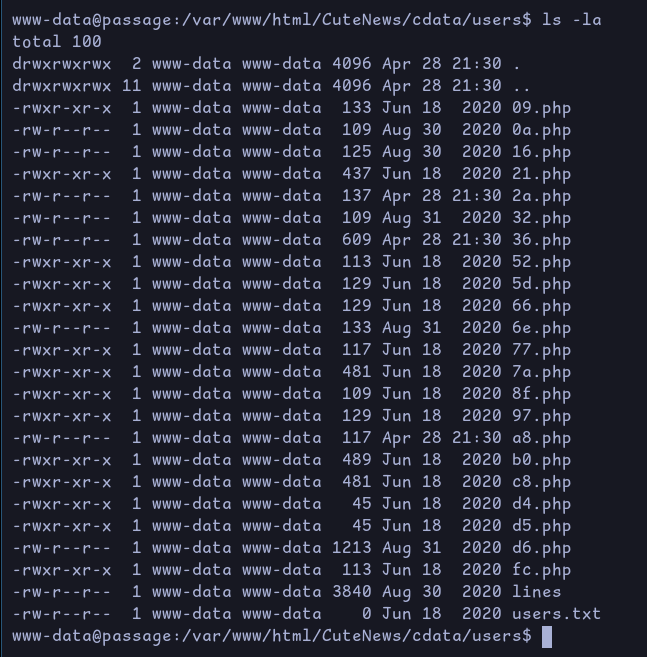 www-data@passage:/var/www/html/CuteNews/cdata/users$ ls -la
total 100
drwxrwxrwx  2 www-data www-data 4096 Apr 28 21:30 .
drwxrwxrwx 11 www-data www-data 4096 Apr 28 21:30 ..
-rwxr-xr-x  1 www-data www-data  133 Jun 18  2020 09.php
-rw-r--r--  1 www-data www-data  109 Aug 30  2020 0a.php
-rw-r--r--  1 www-data www-data  125 Aug 30  2020 16.php
-rwxr-xr-x  1 www-data www-data  437 Jun 18  2020 21.php
-rw-r--r--  1 www-data www-data  137 Apr 28 21:30 2a.php
-rw-r--r--  1 www-data www-data  109 Aug 31  2020 32.php
-rw-r--r--  1 www-data www-data  609 Apr 28 21:30 36.php
-rwxr-xr-x  1 www-data www-data  113 Jun 18  2020 52.php
-rwxr-xr-x  1 www-data www-data  129 Jun 18  2020 5d.php
-rwxr-xr-x  1 www-data www-data  129 Jun 18  2020 66.php
-rw-r--r--  1 www-data www-data  133 Aug 31  2020 6e.php
-rwxr-xr-x  1 www-data www-data  117 Jun 18  2020 77.php
-rwxr-xr-x  1 www-data www-data  481 Jun 18  2020 7a.php
-rwxr-xr-x  1 www-data www-data  109 Jun 18  2020 8f.php
-rwxr-xr-x  1 www-data www-data  129 Jun 18  2020 97.php
-rw-r--r--  1 www-data www-data  117 Apr 28 21:30 a8.php
-rwxr-xr-x  1 www-data www-data  489 Jun 18  2020 b0.php
-rwxr-xr-x  1 www-data www-data  481 Jun 18  2020 c8.php
-rwxr-xr-x  1 www-data www-data   45 Jun 18  2020 d4.php
-rwxr-xr-x  1 www-data www-data   45 Jun 18  2020 d5.php
-rw-r--r--  1 www-data www-data 1213 Aug 31  2020 d6.php
-rwxr-xr-x  1 www-data www-data  113 Jun 18  2020 fc.php
-rw-r--r--  1 www-data www-data 3840 Aug 30  2020 lines
-rw-r--r--  1 www-data www-data    0 Jun 18  2020 users.txt
www-data@passage:/var/www/html/CuteNews/cdata/users$